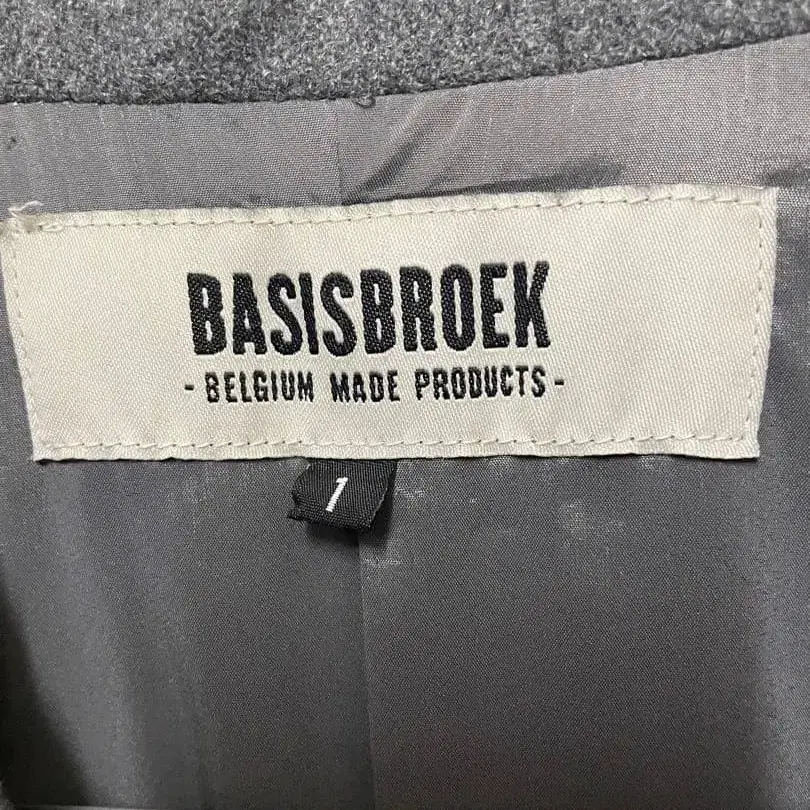 BASISBROEK
- BELGIUM MADE PRODUCTS -
1